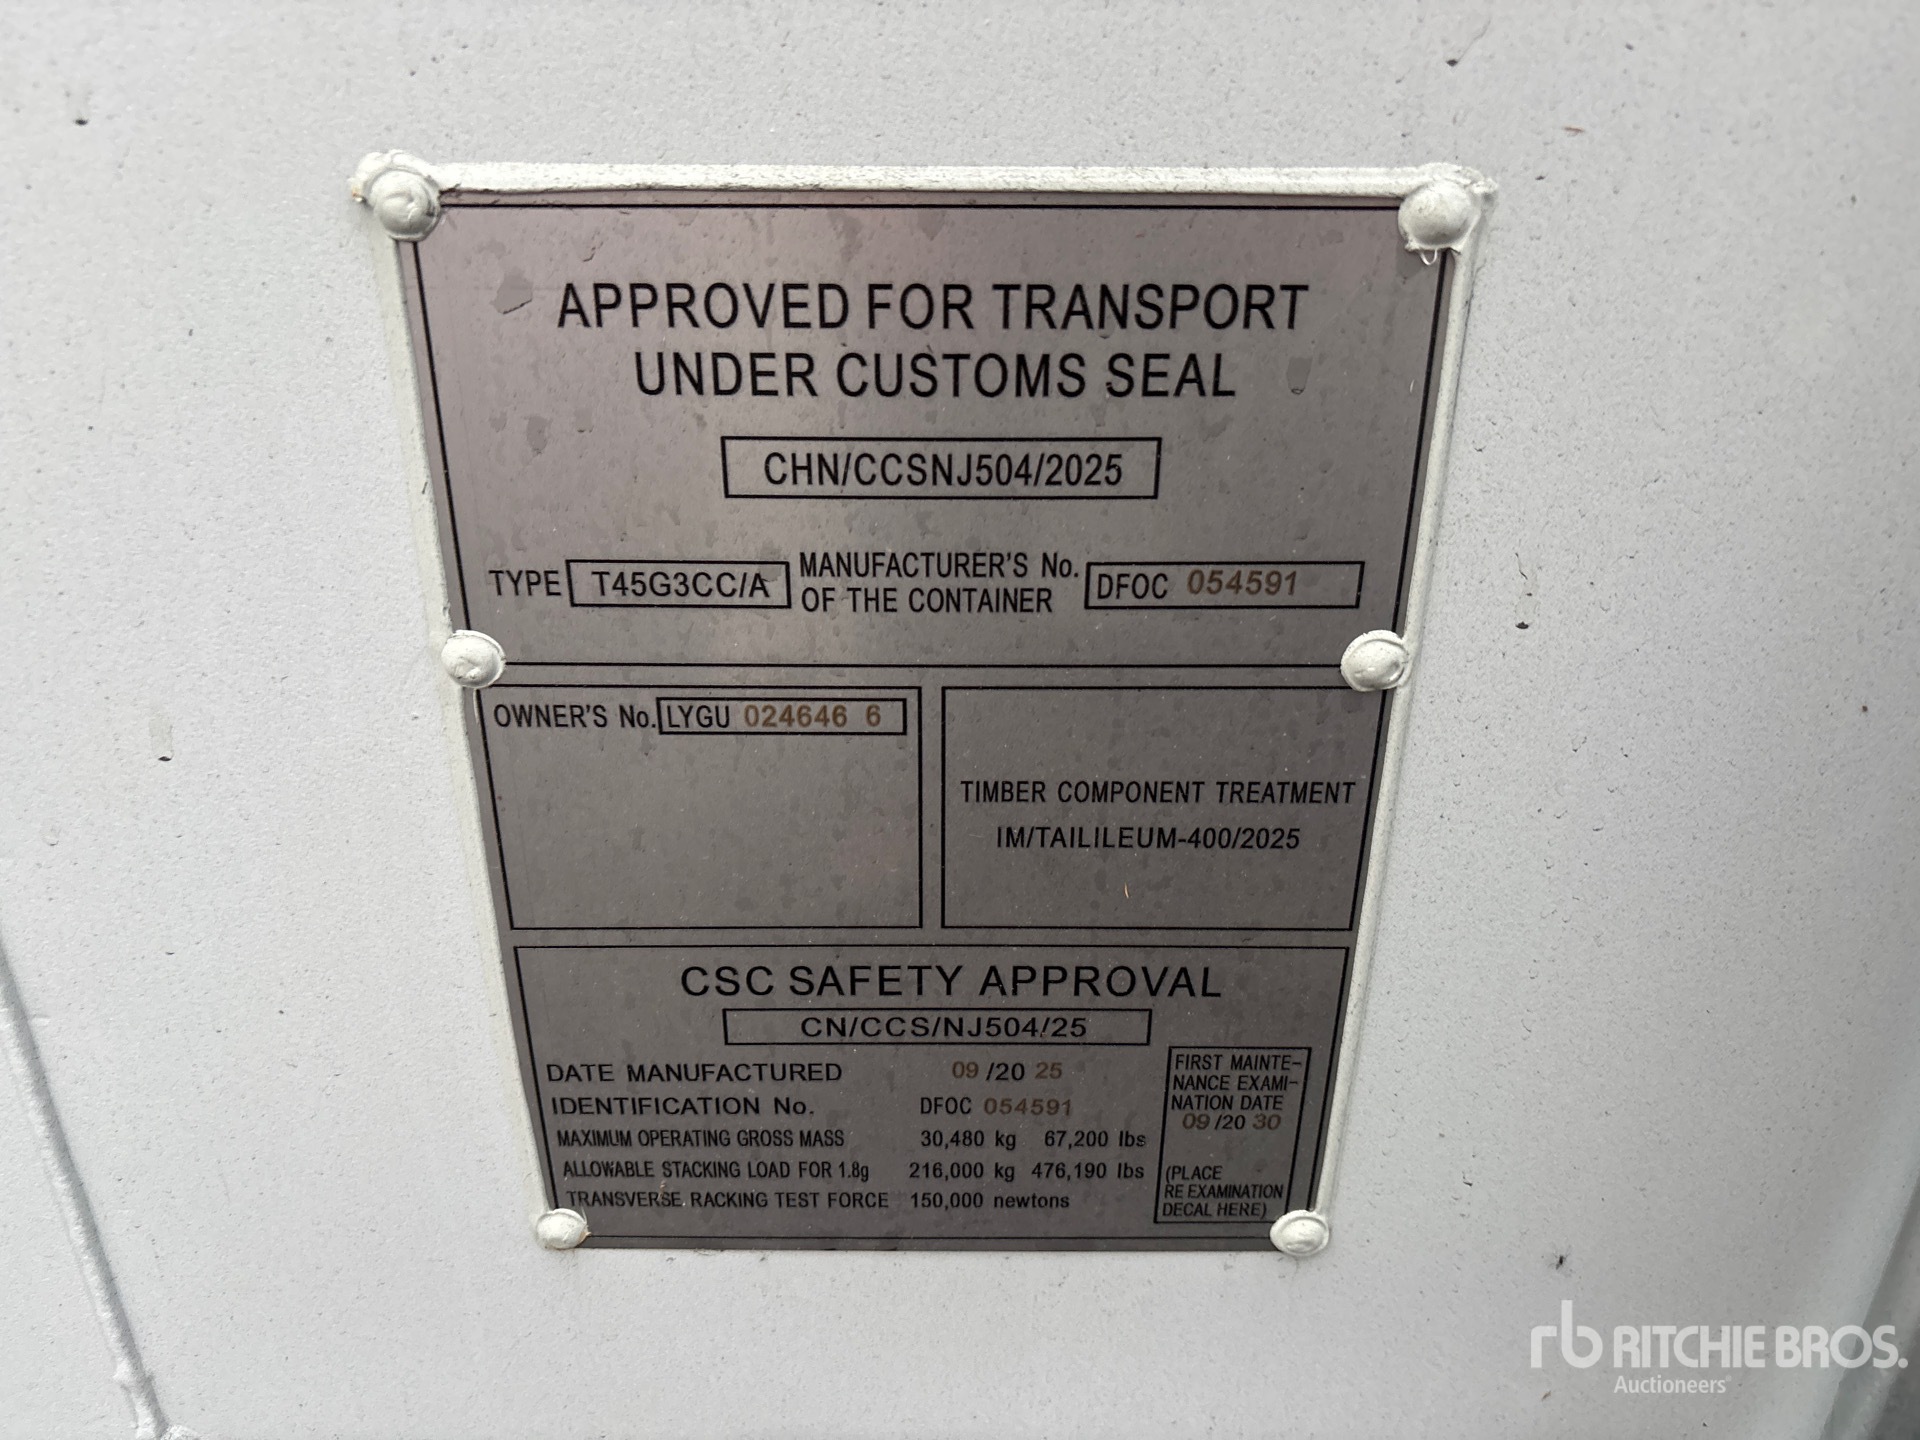 APPROVED FOR TRANSPORT
UNDER CUSTOMS SEAL
CHN/CCSNJ504/2025
TYPE T45G3CC/A MANUFACTURER'S No. OF THE CONTAINER DFOC 054591
OWNER'S No. LYGU 024646 6
TIMBER COMPONENT TREATMENT
IM/TAILILEUM-400/2025
CSC SAFETY APPROVAL
CN/CCS/NJ504/25
DATE MANUFACTURED 09 /20 25
IDENTIFICATION No. DFOC 054591
MAXIMUM OPERATING GROSS MASS 30,480 kg 67,200 lbs
ALLOWABLE STACKING LOAD FOR 1.8g 216,000 kg 476,190 lbs
TRANSVERSE RACKING TEST FORCE 150,000 newtons
FIRST MAINTE-
NANCE EXAMI-
NATION DATE
09 /20 30
(PLACE
RE EXAMINATION
DECAL HERE)
rb RITCHIE BROS.
Auctioneers